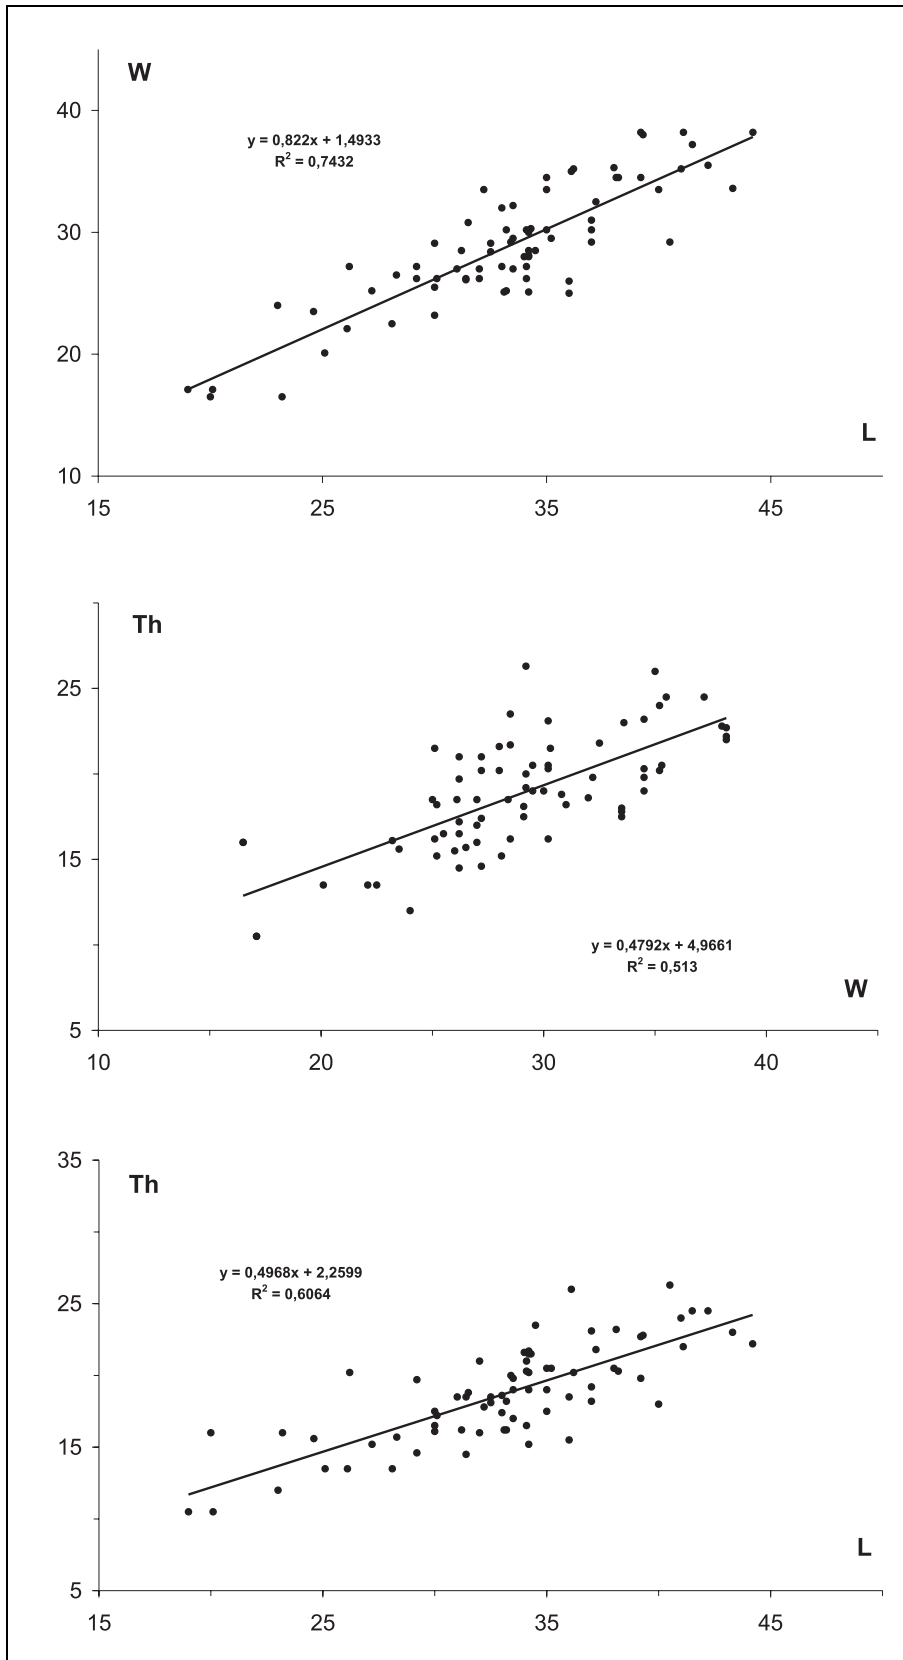 W
40
y = 0,822x + 1,4933
R² = 0,7432
30
20
L
10
15 25 35 45
Th
25
15
y = 0,4792x + 4,9661
R² = 0,513
W
5
10 20 30 40
35
Th
y = 0,4968x + 2,2599
25
R² = 0,6064
15
L
5
15 25 35 45